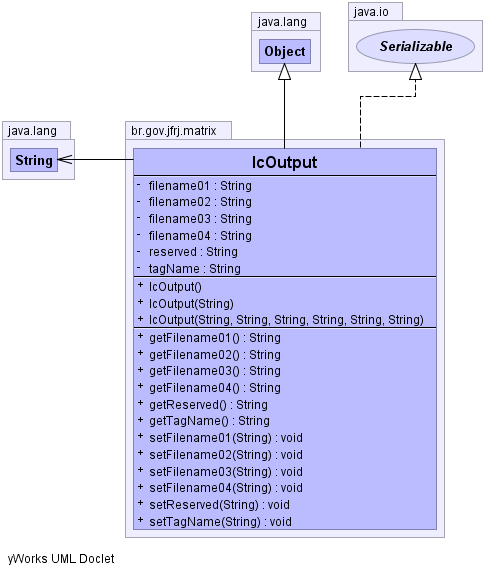 java.lang
Object
java.io
Serializable
java.lang
String
br.gov.jfrj.matrix
IcOutput
- filename01 : String
- filename02 : String
- filename03 : String
- filename04 : String
- reserved : String
- tagName : String
+ IcOutput()
+ IcOutput(String)
+ IcOutput(String, String, String, String, String, String)
+ getFilename01() : String
+ getFilename02() : String
+ getFilename03() : String
+ getFilename04() : String
+ getReserved() : String
+ getTagName() : String
+ setFilename01(String) : void
+ setFilename02(String) : void
+ setFilename03(String) : void
+ setFilename04(String) : void
+ setReserved(String) : void
+ setTagName(String) : void
yWorks UML Doclet